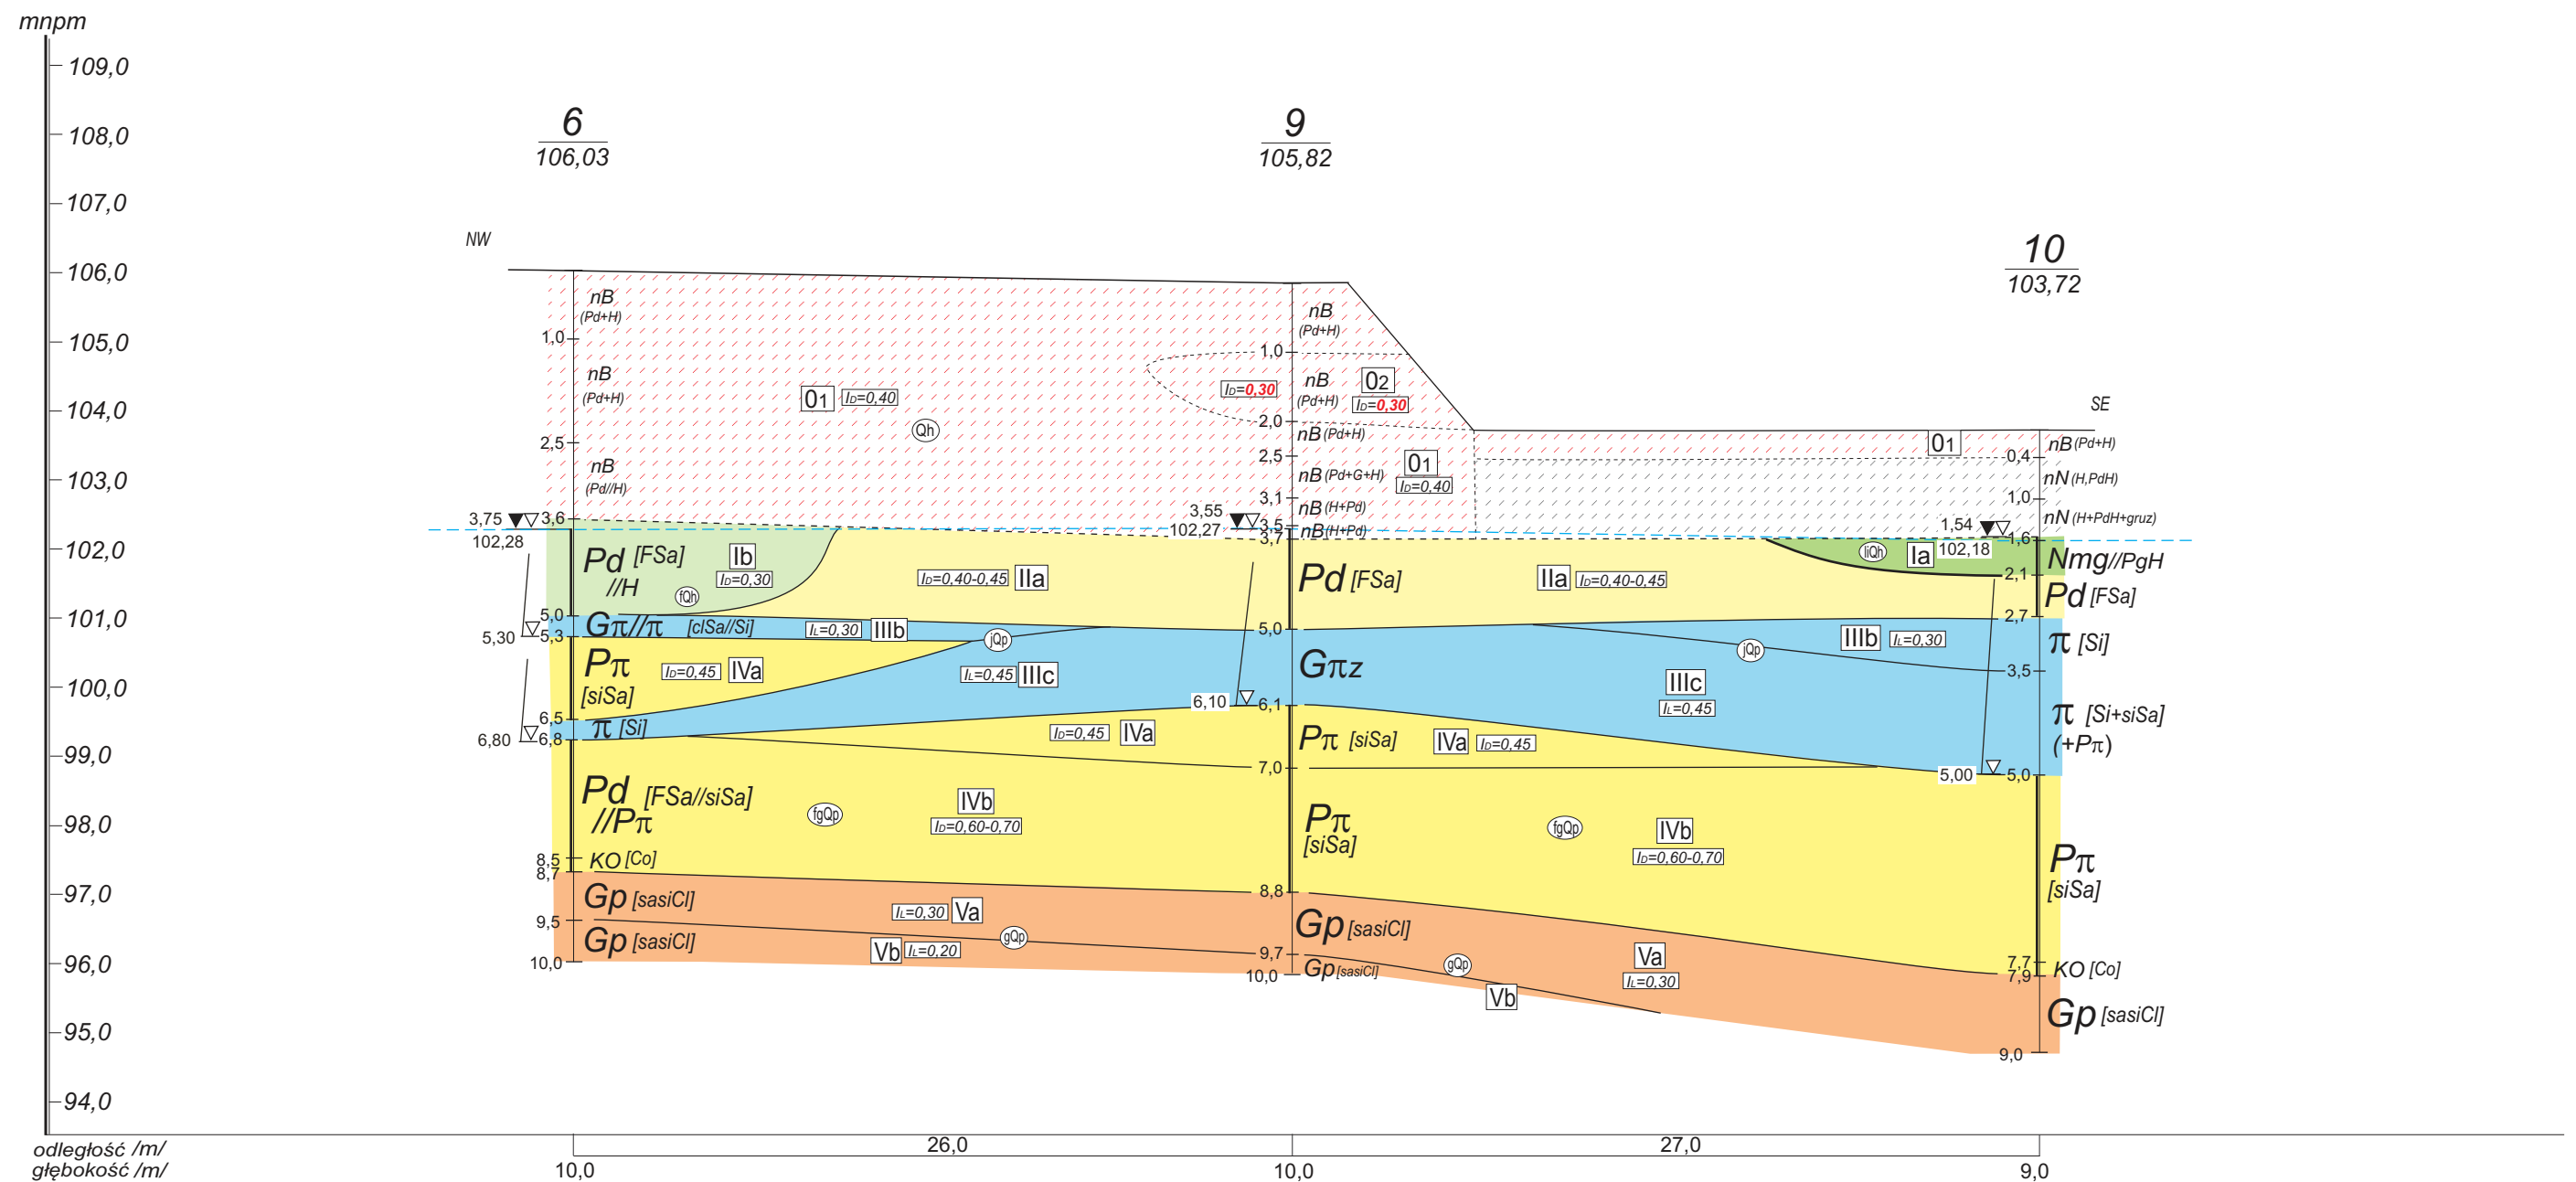 mnpm
109,0
108,0
107,0
106,0
105,0
104,0
103,0
102,0
101,0
100,0
99,0
98,0
97,0
96,0
95,0
94,0
6
106,03
9
105,82
10
103,72
NW
SE
nB
(Pd+H)
1,0
nB
(Pd+H)
2,5
nB
(Pd//H)
3,75
3,6
102,28
Pd [FSa]
//H
Ib
ID=0,30
fQh
5,0
Gπ//π [clSa//Si]
IL=0,30 IIIb
5,30
5,3
Pπ
[siSa]
ID=0,45 IVa
6,5
π [Si]
6,80
6,8
Pd [FSa//siSa]
//Pπ
fgQp
IVb
ID=0,60-0,70
8,5
KO [Co]
8,7
Gp [sasiCl]
IL=0,30 Va
9,5
Gp [sasiCl]
Vb IL=0,20
gQp
10,0
01 ID=0,40
Qh
ID=0,40-0,45 IIa
jQp
IL=0,45 IIIc
ID=0,45 IVa
nB
(Pd+H)
1,0
ID=0,30
nB
(Pd+H)
02
ID=0,30
2,0
nB (Pd+H)
2,5
nB (Pd+G+H)
01
ID=0,40
3,1
nB (H+Pd)
3,55
3,5
102,27
nB (H+Pd)
3,7
Pd [FSa]
IIa ID=0,40-0,45
5,0
Gπz
6,10
6,1
Pπ [siSa]
IVa ID=0,45
7,0
Pπ
[siSa]
fgQp
IVb
ID=0,60-0,70
8,8
Gp [sasiCl]
9,7
Gp [sasiCl]
10,0
gQp
Va
IL=0,30
Vb
jQp
IIIb IL=0,30
IIIc
IL=0,45
01
nB (Pd+H)
0,4
nN (H,PdH)
1,0
nN (H+PdH+gruz)
1,54
1,6
liQh
Ia
102,18
Nmg//PgH
2,1
Pd [FSa]
2,7
π [Si]
3,5
π [Si+siSa]
(+Pπ)
5,00
5,0
Pπ
[siSa]
7,7
KO [Co]
7,9
Gp [sasiCl]
9,0
odległość /m/
26,0
27,0
głębokość /m/
10,0
10,0
9,0